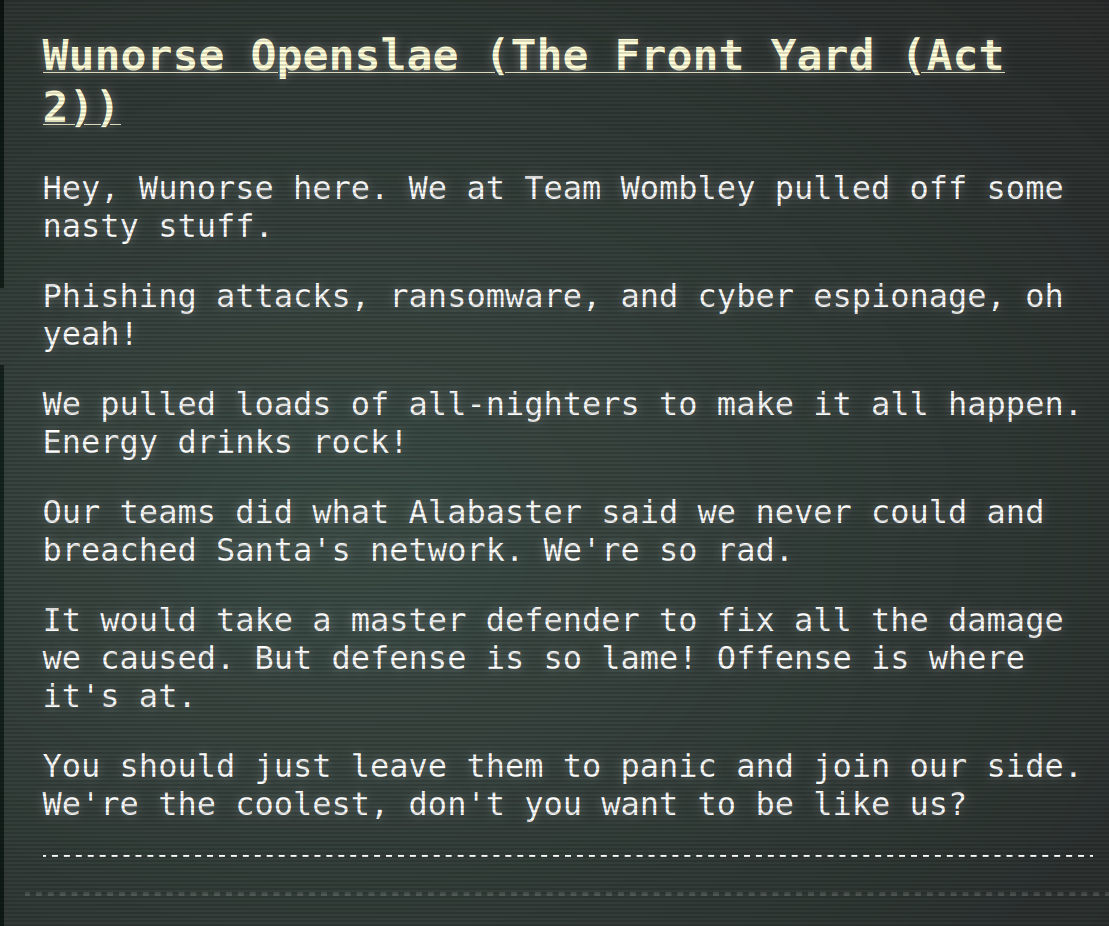 Wunorse Openslae (The Front Yard (Act
2))
Hey, Wunorse here. We at Team Wombley pulled off some
nasty stuff.
Phishing attacks, ransomware, and cyber espionage, oh
yeah!
We pulled loads of all-nighters to make it all happen.
Energy drinks rock!
Our teams did what Alabaster said we never could and
breached Santa's network. We're so rad.
It would take a master defender to fix all the damage
we caused. But defense is so lame! Offense is where
it's at.
You should just leave them to panic and join our side.
We're the coolest, don't you want to be like us?